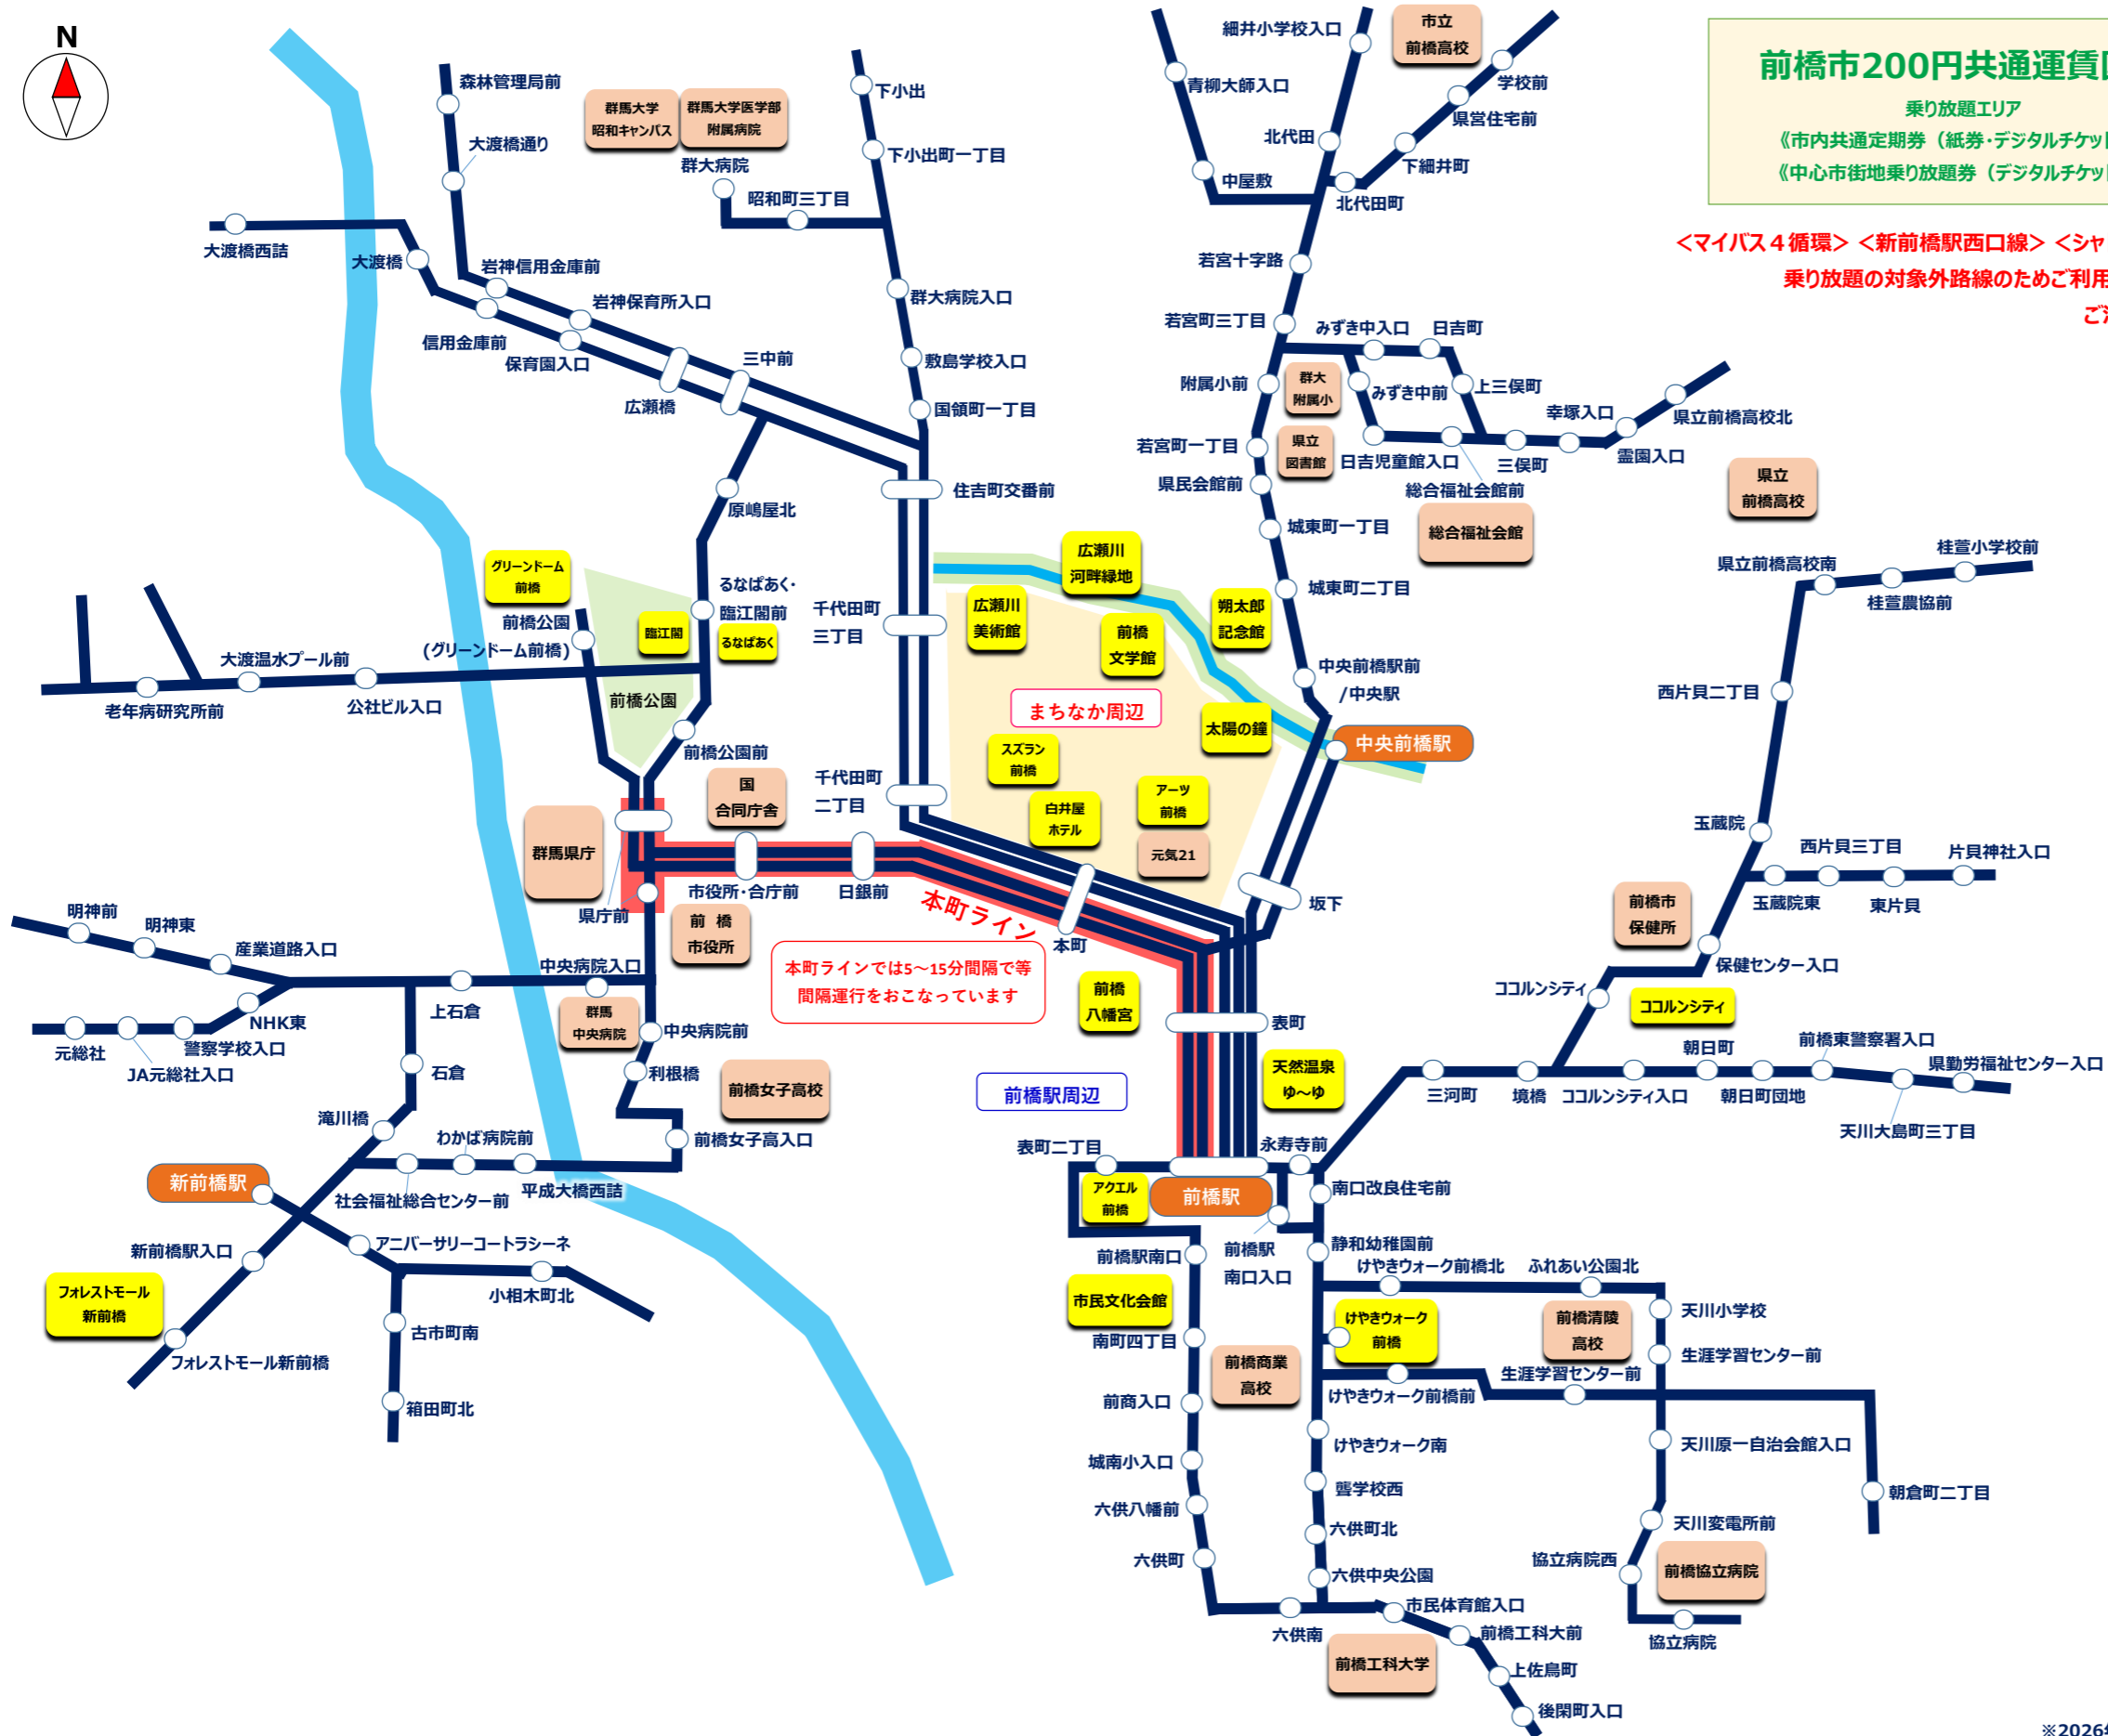 N
前橋市200円共通運賃
乗り放題エリア
《市内共通定期券（紙券・デジタルチケッ
《中心市街地乗り放題券（デジタルチケッ
＜マイバス４循環＞＜新前橋駅西口線＞＜シャ
乗り放題の対象外路線のためご利用
ご
細井小学校入口
市立
前橋高校
青柳大師入口
学校前
県営住宅前
北代田
下細井町
中屋敷
北代田町
若宮十字路
若宮町三丁目
みずき中入口
日吉町
附属小前
群大
附属小
みずき中前
上三俣町
幸塚入口
県立前橋高校北
若宮町一丁目
県立
図書館
日吉児童館入口
三俣町
霊園入口
県民会館前
総合福祉会館前
県立
前橋高校
城東町一丁目
総合福祉会館
城東町二丁目
中央前橋駅前
/中央駅
中央前橋駅
森林管理局前
大渡橋通り
群馬大学
昭和キャンパス
群馬大学医学部
附属病院
群大病院
昭和町三丁目
下小出
下小出町一丁目
大渡橋西詰
大渡橋
岩神信用金庫前
岩神保育所入口
信用金庫前
保育園入口
広瀬橋
三中前
群大病院入口
敷島学校入口
国領町一丁目
住吉町交番前
原嶋屋北
グリーンドーム
前橋
前橋公園
(グリーンドーム前橋)
臨江閣
るなぱあく・
臨江閣前
るなぱあく
千代田町
三丁目
広瀬川
美術館
広瀬川
河畔緑地
前橋
文学館
朔太郎
記念館
まちなか周辺
太陽の鐘
スズラン
前橋
白井屋
ホテル
アーツ
前橋
元気21
大渡温水プール前
老年病研究所前
公社ビル入口
前橋公園
前橋公園前
千代田町
二丁目
国
合同庁舎
群馬県庁
市役所・合庁前
日銀前
県庁前
前 橋
市役所
本町ライン
本町
坂下
本町ラインでは5～15分間隔で等
間隔運行をおこなっています
前橋
八幡宮
表町
天然温泉
ゆ～ゆ
前橋駅周辺
表町二丁目
永寿寺前
アクエル
前橋
前橋駅
明神前
明神東
産業道路入口
中央病院入口
上石倉
NHK東
元総社
JA元総社入口
警察学校入口
群馬
中央病院
中央病院前
石倉
利根橋
前橋女子高校
滝川橋
わかば病院前
前橋女子高入口
新前橋駅
社会福祉総合センター前
平成大橋西詰
新前橋駅入口
アニバーサリーコートラシーネ
小相木町北
フォレストモール
新前橋
古市町南
フォレストモール新前橋
箱田町北
県立前橋高校南
桂萱小学校前
桂萱農協前
西片貝二丁目
玉蔵院
西片貝三丁目
片貝神社入口
玉蔵院東
東片貝
前橋市
保健所
保健センター入口
ココルンシティ
ココルンシティ
朝日町
前橋東警察署入口
県勤労福祉センター入口
三河町
境橋
ココルンシティ入口
朝日町団地
天川大島町三丁目
南口改良住宅前
前橋駅南口
前橋駅
南口入口
静和幼稚園前
けやきウォーク前橋北
ふれあい公園北
市民文化会館
けやきウォーク
前橋
前橋清陵
高校
天川小学校
南町四丁目
前橋商業
高校
生涯学習センター前
生涯学習センター前
前商入口
けやきウォーク前橋前
けやきウォーク南
天川原一自治会館入口
城南小入口
聾学校西
朝倉町二丁目
六供八幡前
六供町北
天川変電所前
六供町
協立病院西
前橋協立病院
六供中央公園
市民体育館入口
六供南
前橋工科大前
協立病院
前橋工科大学
上佐鳥町
後閑町入口
※2026